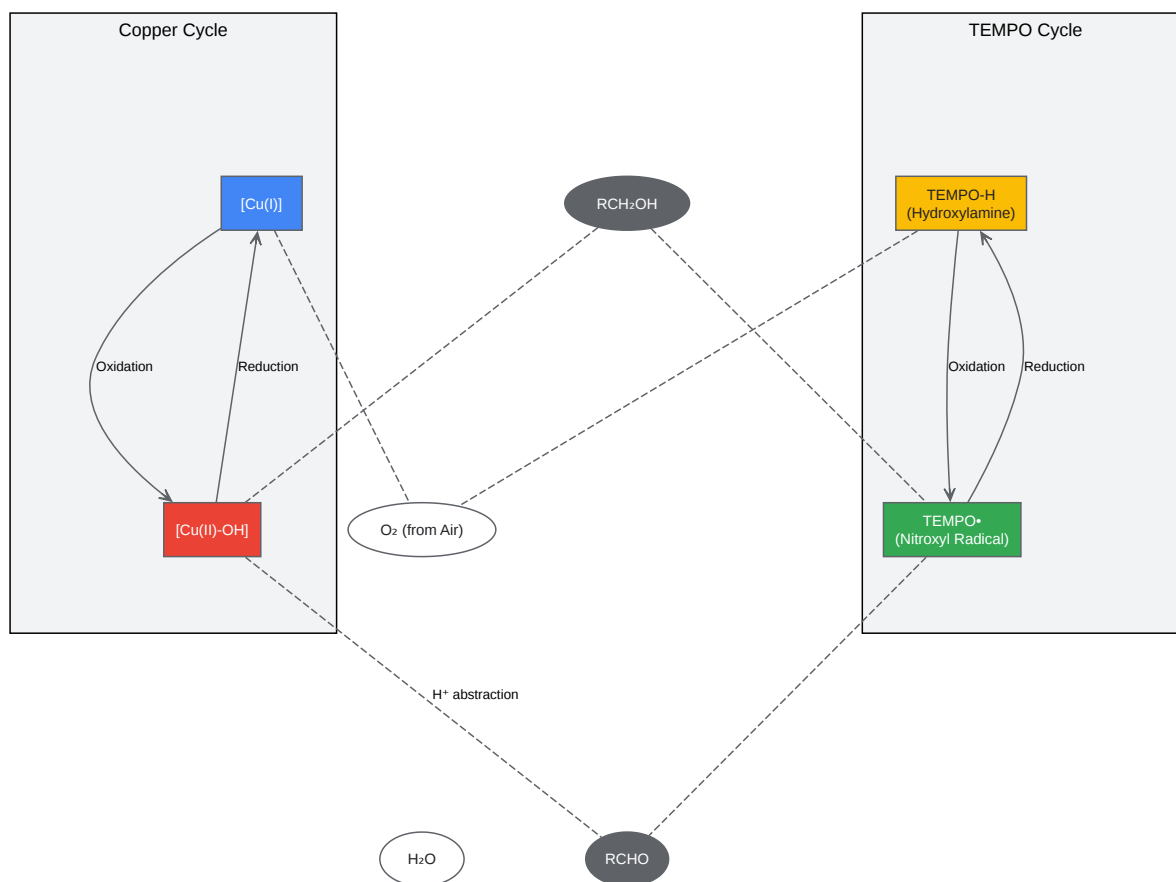 Copper Cycle
TEMPO Cycle
[Cu(I)]
RCH₂OH
TEMPO-H
(Hydroxylamine)
Oxidation
Reduction
Oxidation
Reduction
[Cu(II)-OH]
O₂ (from Air)
TEMPO•
(Nitroxyl Radical)
H⁺ abstraction
H₂O
RCHO